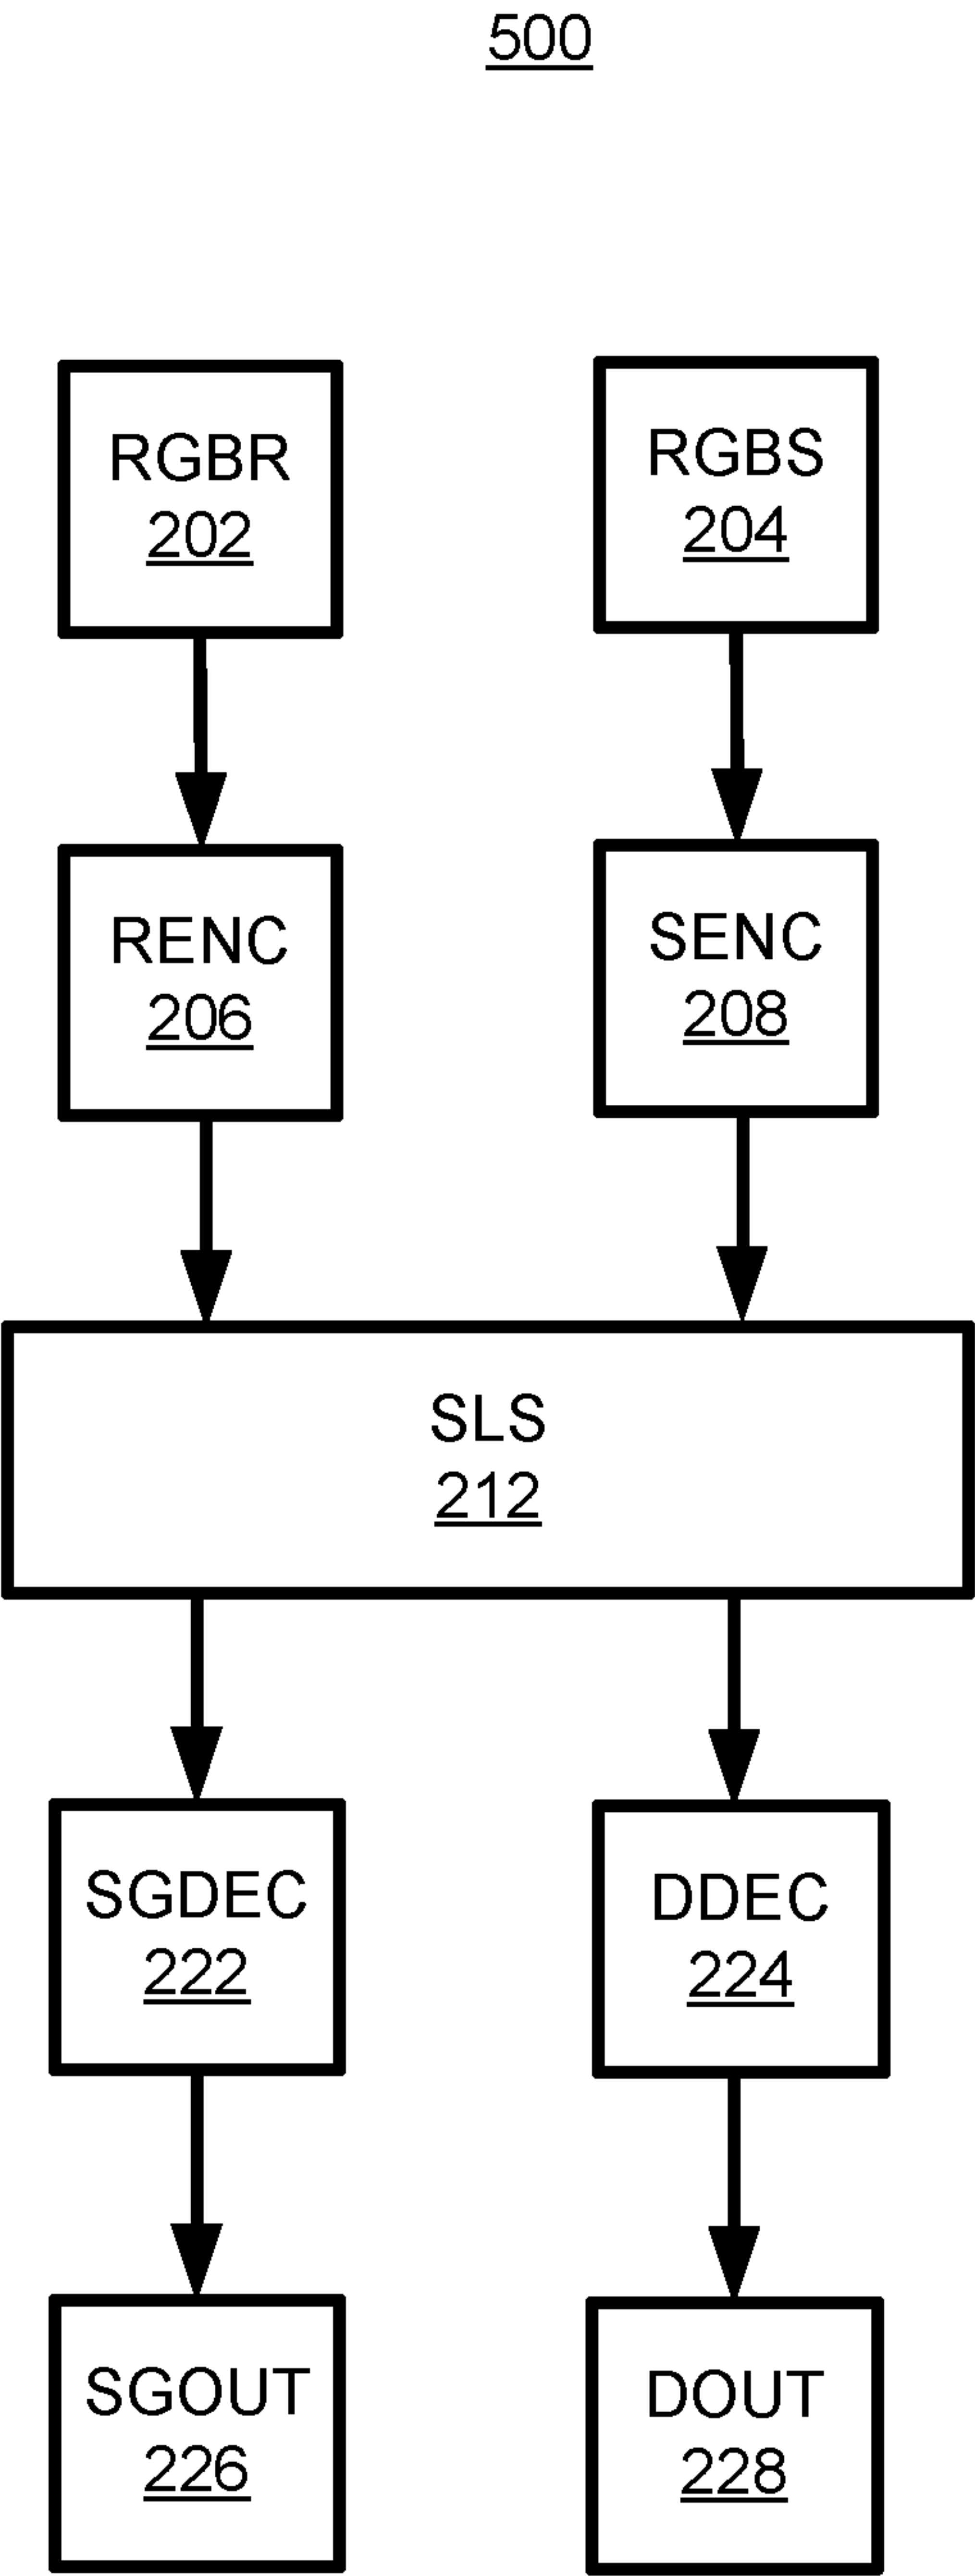 500
RGBR
202
RGBS
204
RENC
206
SENC
208
SLS
212
SGDEC
222
DDEC
224
SGOUT
226
DOUT
228